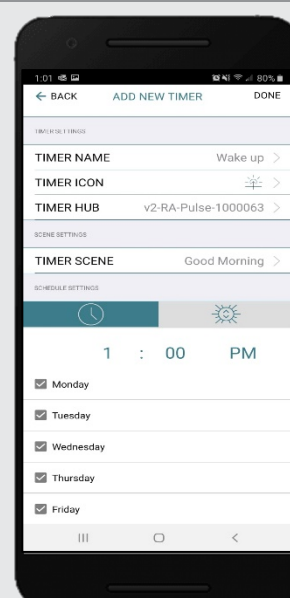 1:01 80%
← BACK ADD NEW TIMER DONE
TIMER SETTINGS
TIMER NAME Wake up >
TIMER ICON >
TIMER HUB v2-RA-Pulse-1000063 >
SCENE SETTINGS
TIMER SCENE Good Morning >
SCHEDULE SETTINGS
1 : 00 PM
Monday
Tuesday
Wednesday
Thursday
Friday